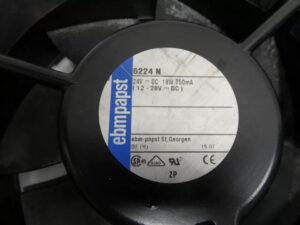 ebmpapst
6224 N
24V DC 18W 750mA
(12-28V DC)
ebm-papst St.Georgen
15.07
ZP